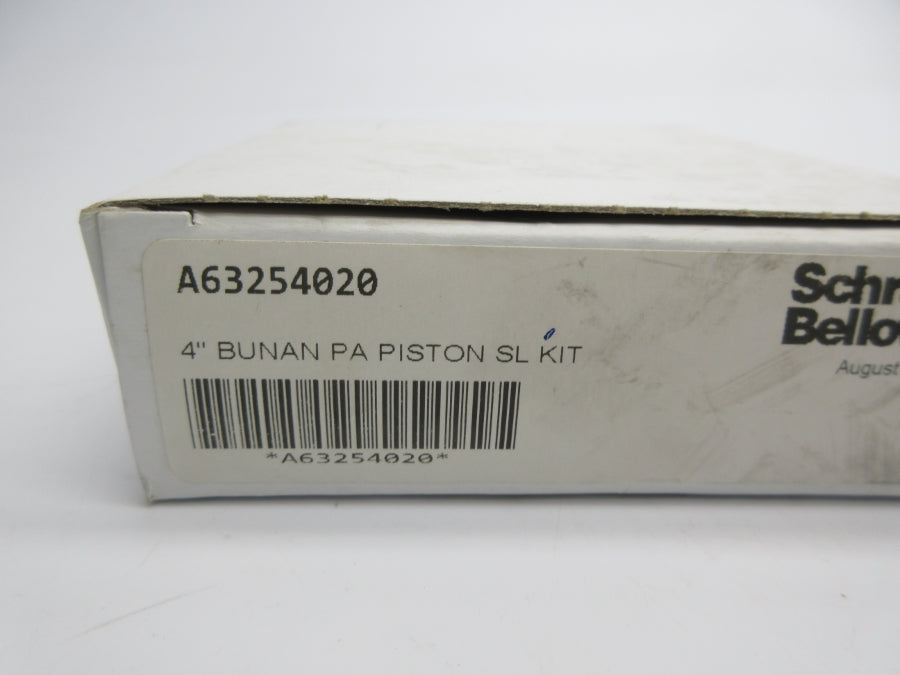 A63254020
4" BUNAN PA PISTON SL KIT
*A63254020*
Schr
Bello
August